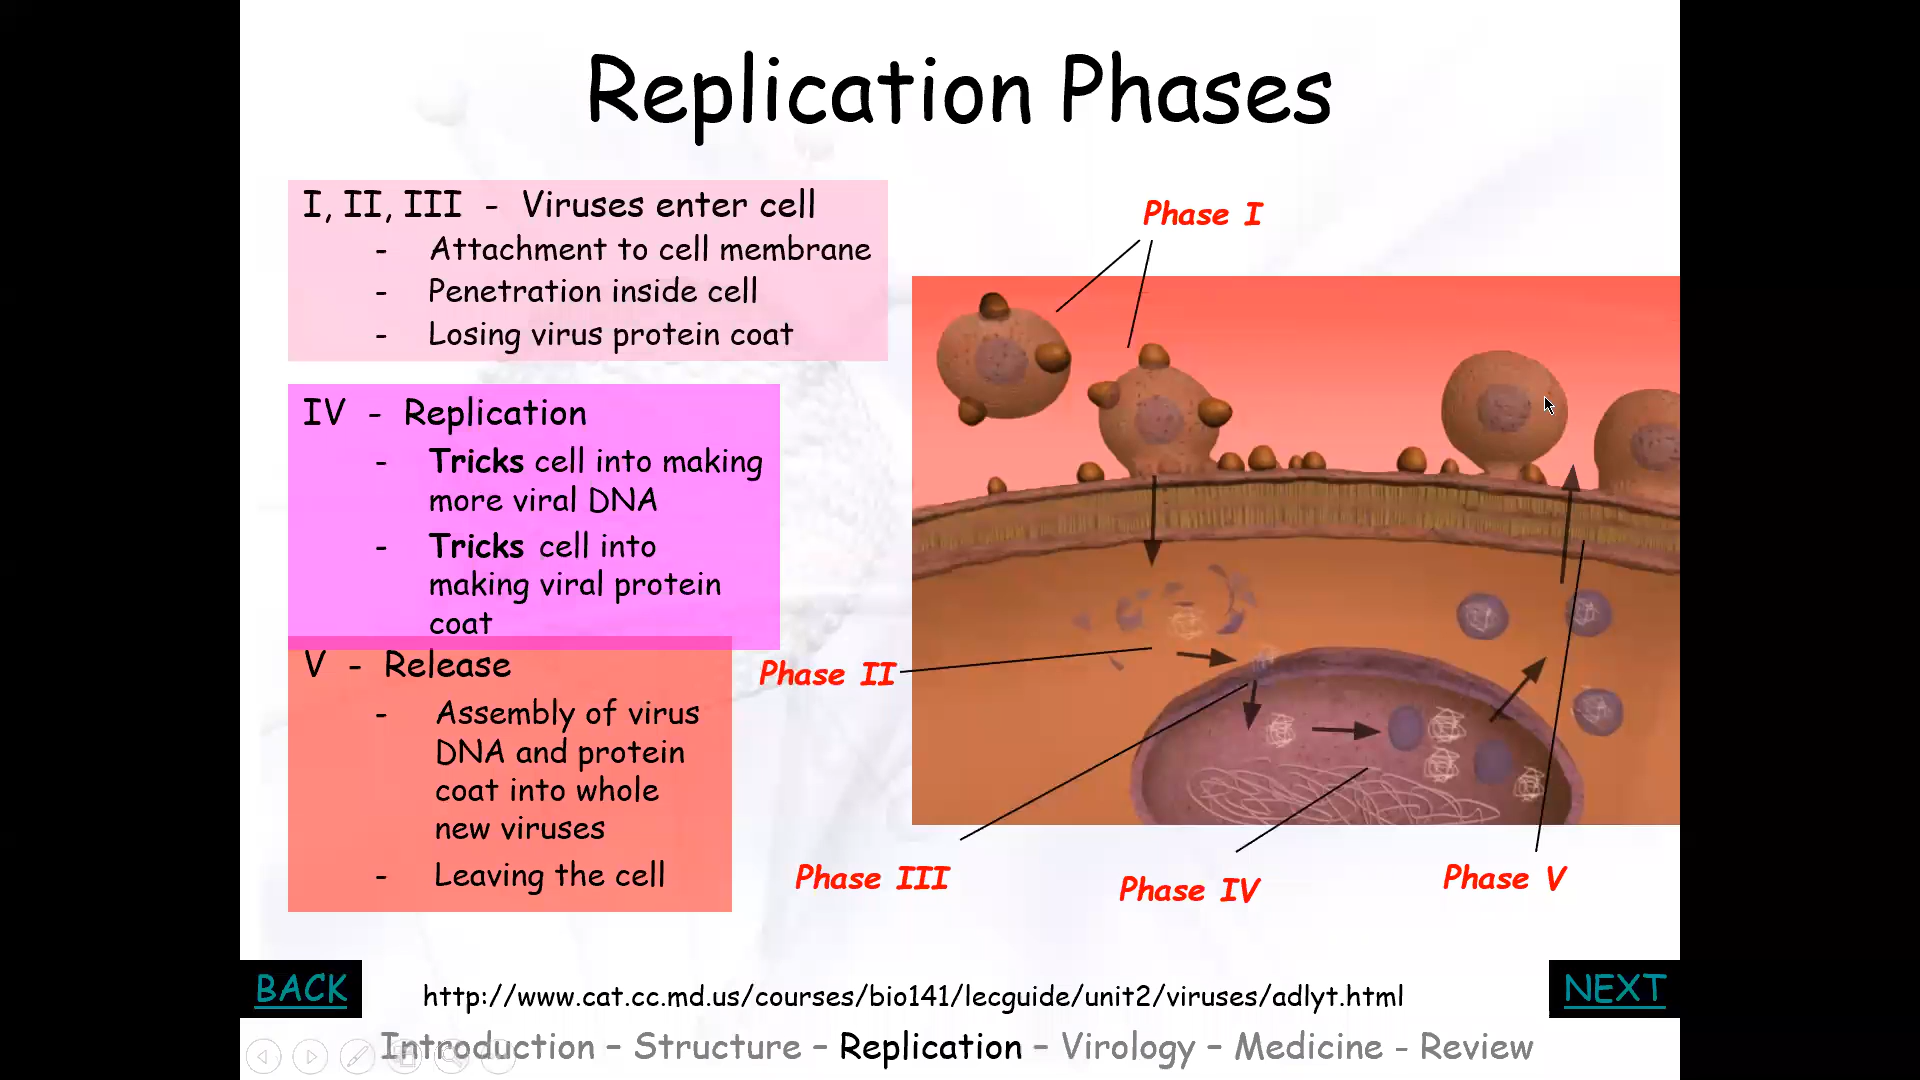 Replication Phases
I, II, III - Viruses enter cell
- Attachment to cell membrane
- Penetration inside cell
- Losing virus protein coat
IV - Replication
- Tricks cell into making
more viral DNA
- Tricks cell into
making viral protein
coat
V - Release
- Assembly of virus
DNA and protein
coat into whole
new viruses
- Leaving the cell
Phase I
Phase II
Phase III
Phase IV
Phase V
BACK
http://www.cat.cc.md.us/courses/bio141/lecguide/unit2/viruses/adlyt.html
NEXT
Introduction – Structure – Replication – Virology – Medicine - Review